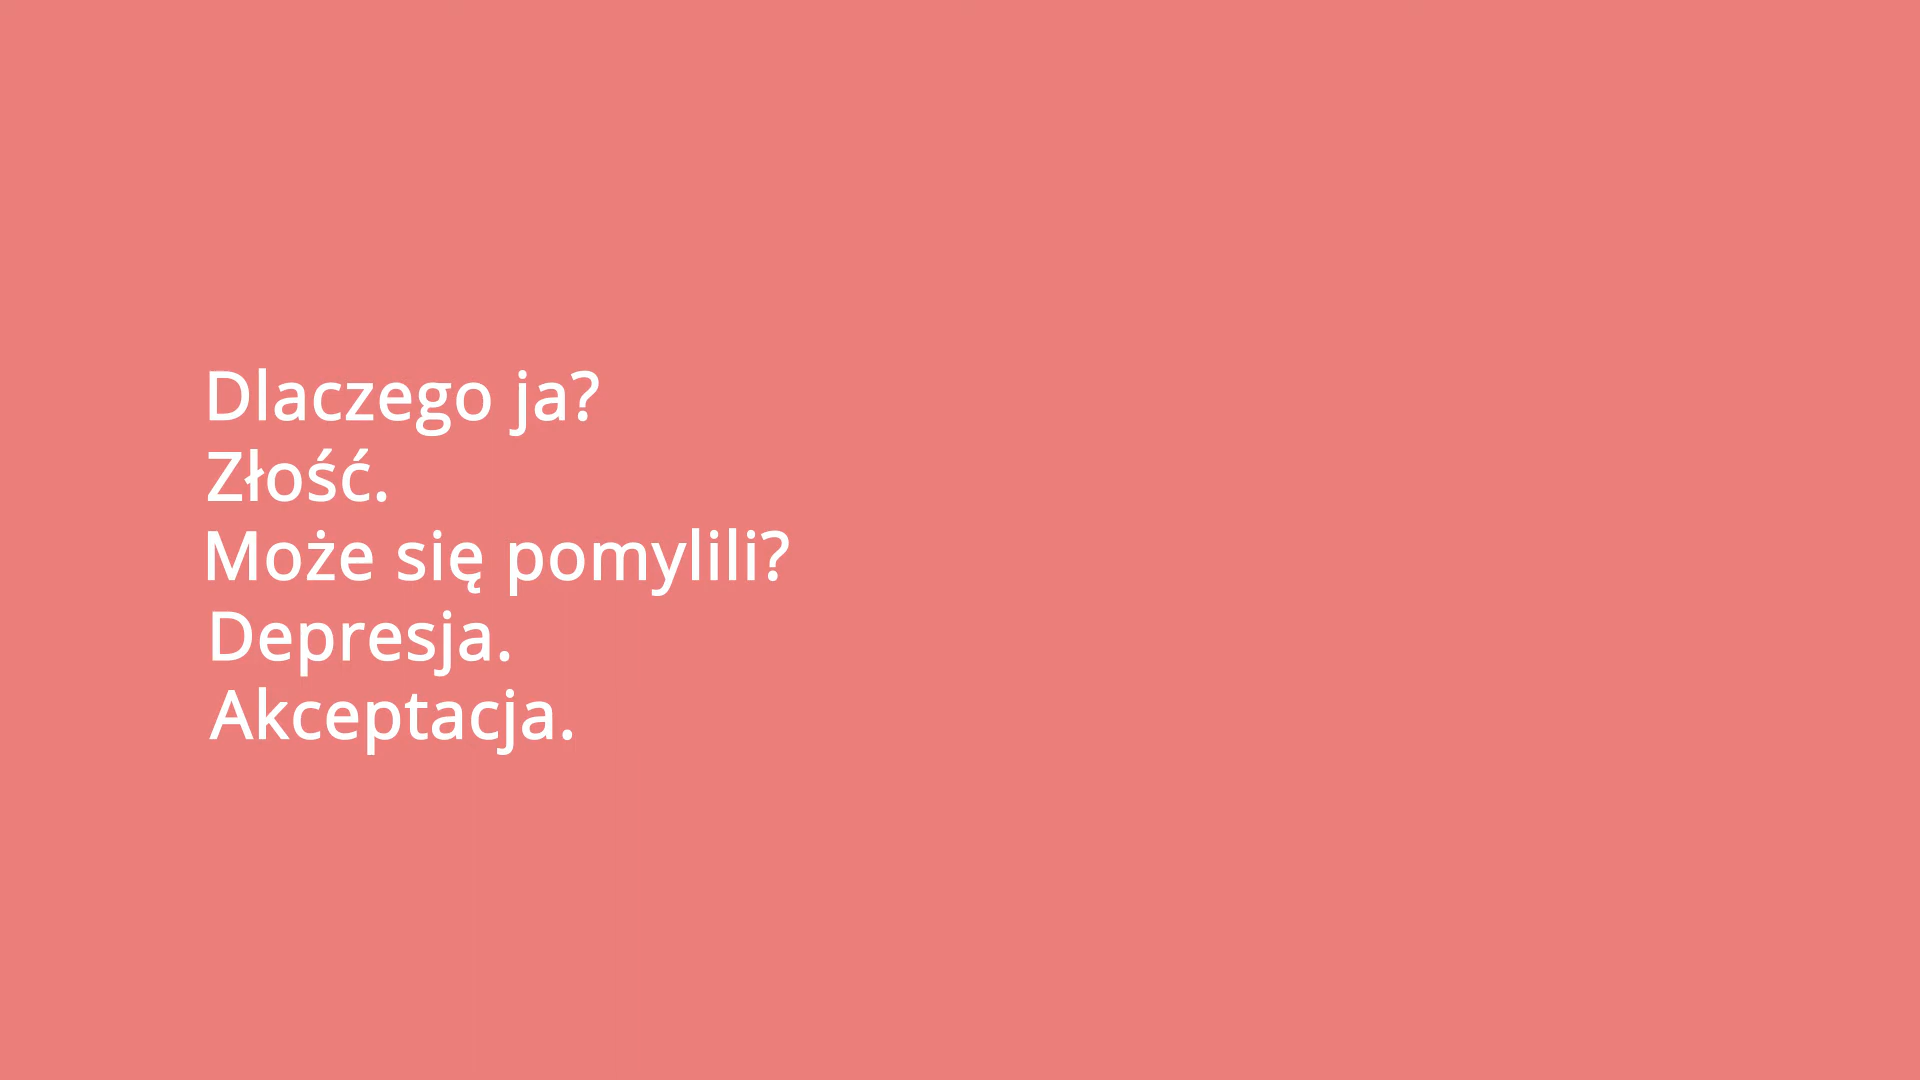 Dlaczego ja?
Złość.
Może się pomylili?
Depresja.
Akceptacja.